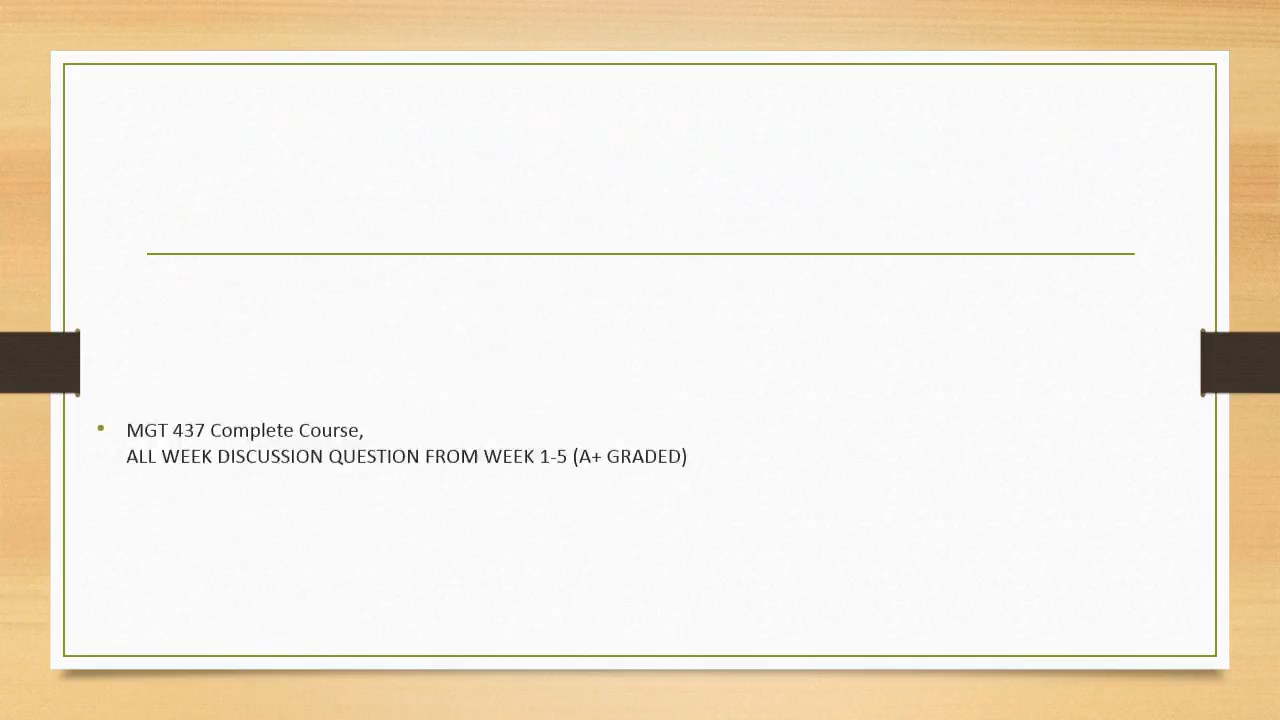 MGT 437 Complete Course,
ALL WEEK DISCUSSION QUESTION FROM WEEK 1-5 (A+ GRADED)